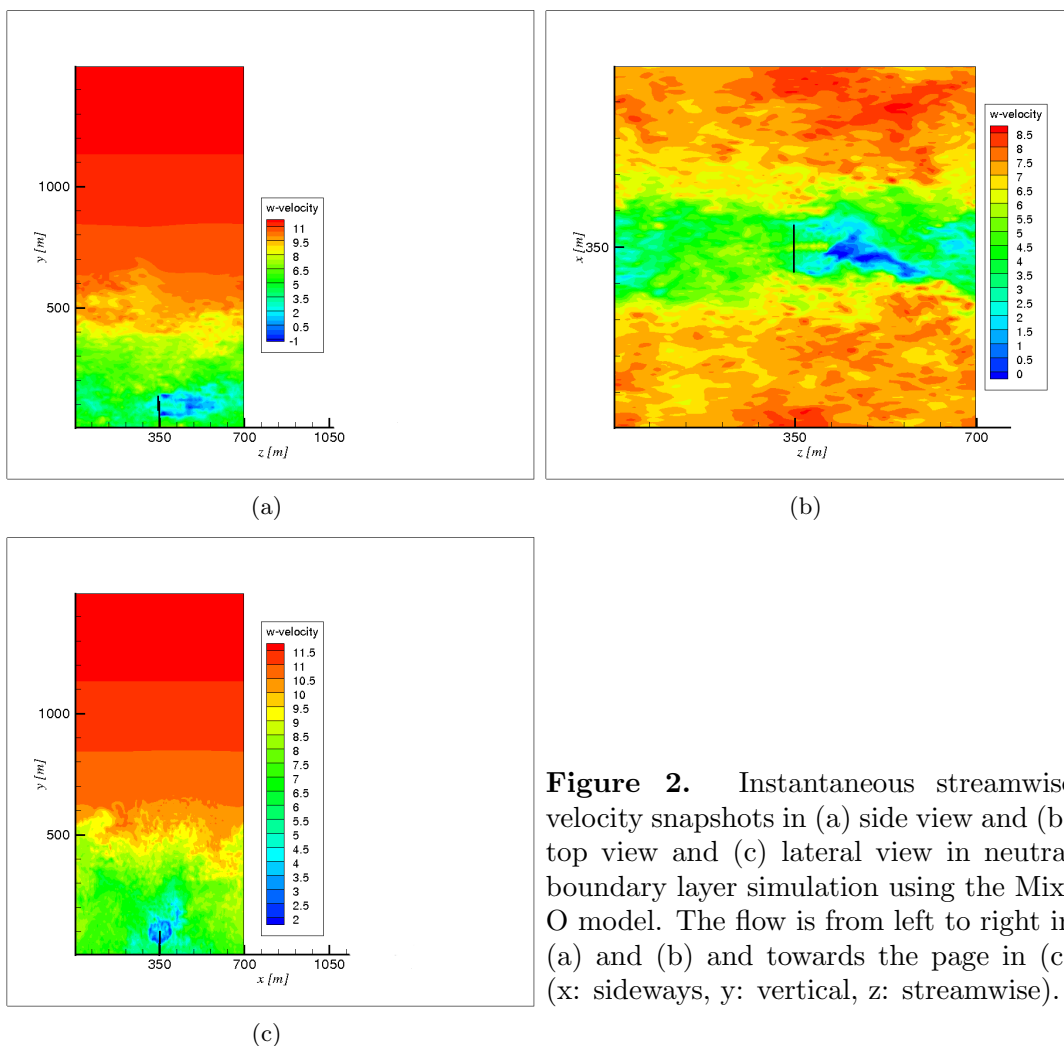 w-velocity
11
9.5
8
6.5
5
3.5
2
0.5
-1
1000
500
y [m]
350 700 1050
z [m]
(a)
w-velocity
8.5
8
7.5
7
6.5
6
5.5
5
4.5
4
3.5
3
2.5
2
1.5
1
0.5
0
x [m]
350
350 700
z [m]
(b)
w-velocity
11.5
11
10.5
10
9.5
9
8.5
8
7.5
7
6.5
6
5.5
5
4.5
4
3.5
3
2.5
2
1000
500
y [m]
350 700 1050
x [m]
(c)
Figure 2. Instantaneous streamwise
velocity snapshots in (a) side view and (b
top view and (c) lateral view in neutra
boundary layer simulation using the Mix
O model. The flow is from left to right in
(a) and (b) and towards the page in (c
(x: sideways, y: vertical, z: streamwise).